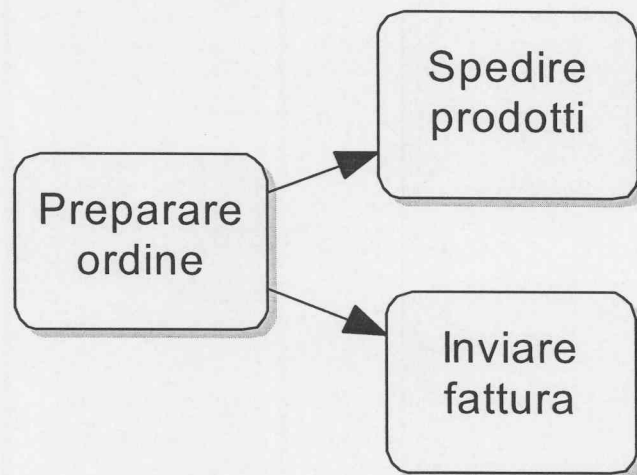 Preparare
ordine
Spedire
prodotti
Inviare
fattura